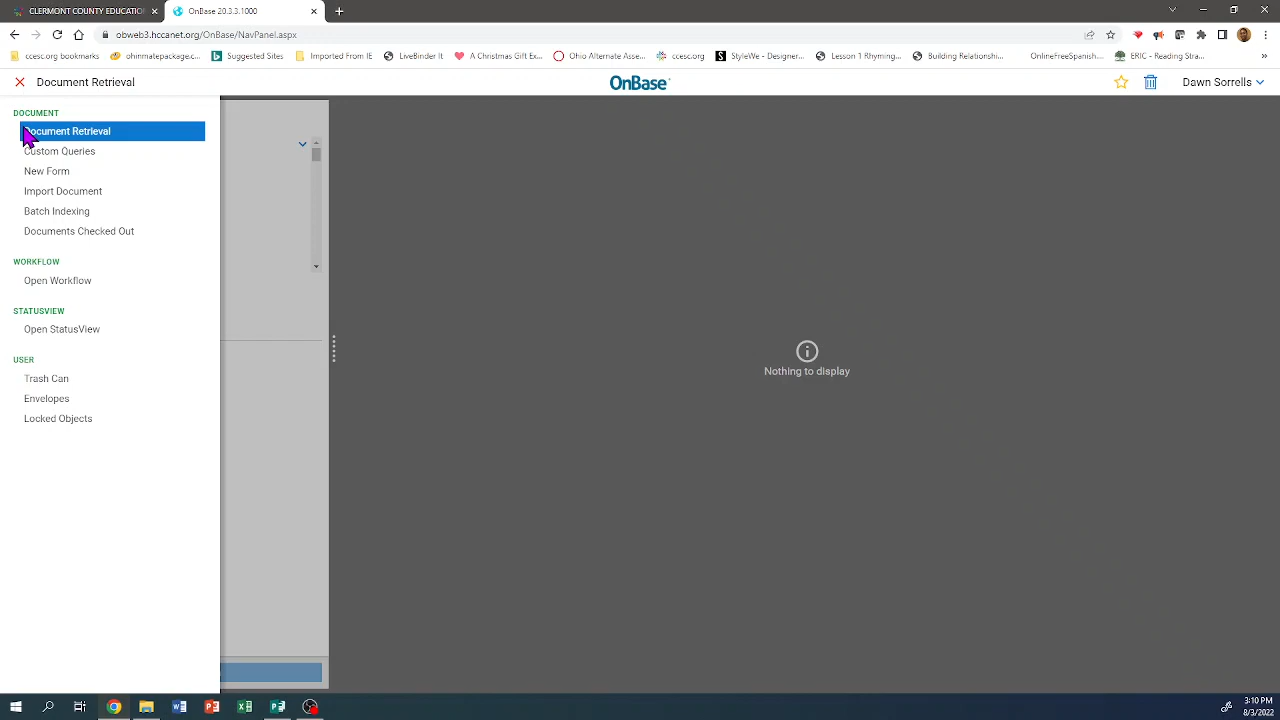 CLERMONT COUNTY EDUCATION
OnBase 20.3.3.1000
obweb3.hccanet.org/NavPanel.aspx
ccesc.org bookmarks
ohinmalepackage.c...
Suggested Sites
Imported From IE
LiveBinder It
A Christmas Gift Ex...
Ohio Alternate Asse...
ccesc.org
StyleWe - Designer...
Lesson 1 Rhyming...
Building Relationshi...
OnlineFreeSpanish....
ERIC - Reading Stra...
Document Retrieval
OnBase
Dawn Sorrells
DOCUMENT
Document Retrieval
Custom Queries
New Form
Import Document
Batch Indexing
Documents Checked Out
WORKFLOW
Open Workflow
STATUSVIEW
Open StatusView
USER
Trash Can
Envelopes
Locked Objects
Nothing to display
3:10 PM
8/3/2022